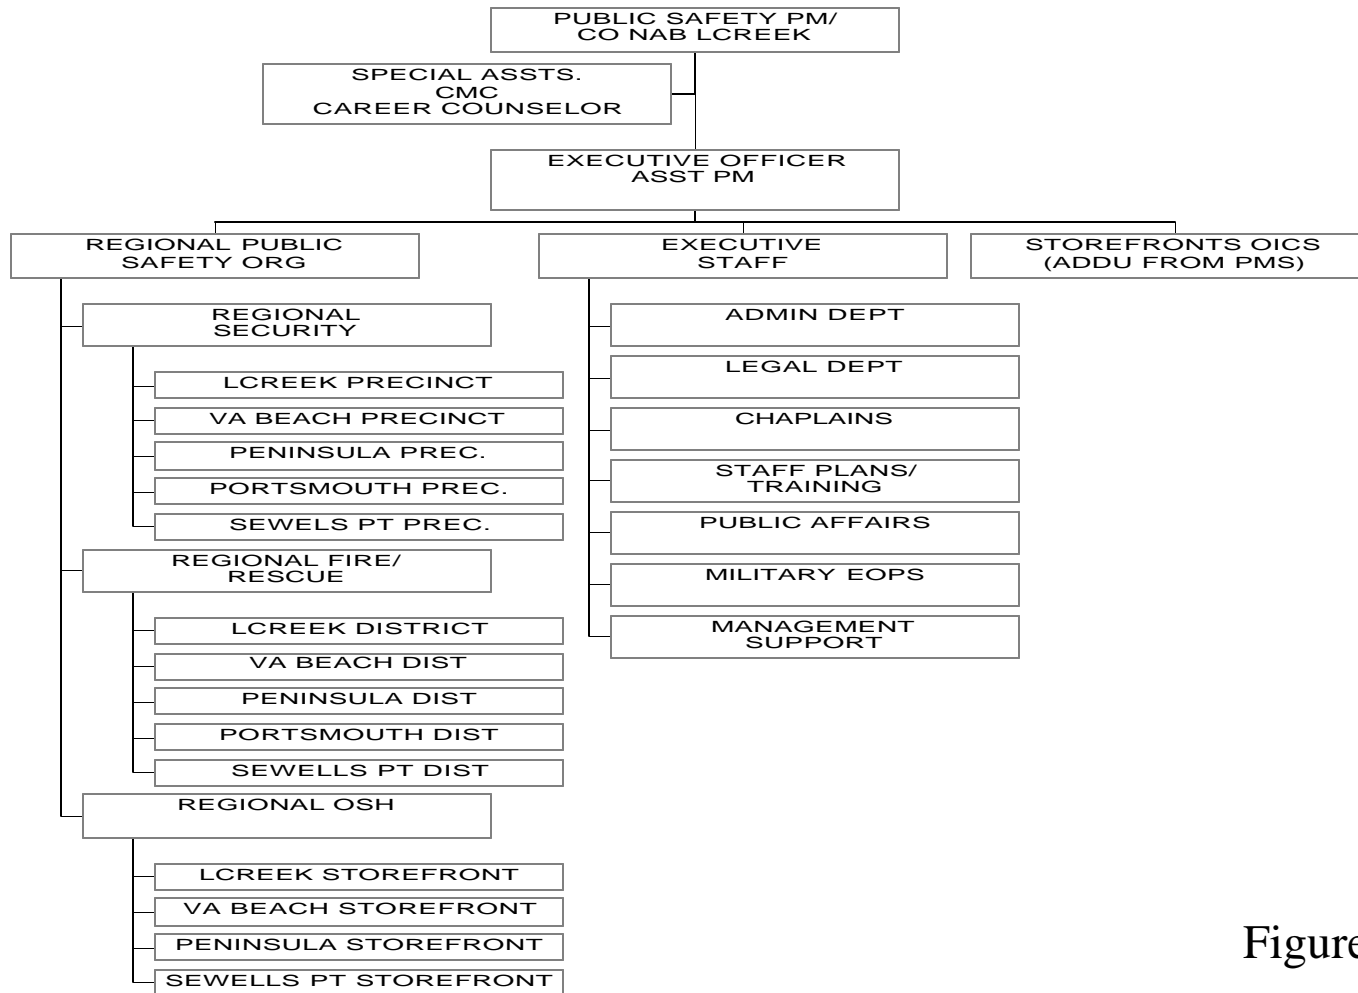 PUBLIC SAFETY PM/
CO NAB LCREEK
SPECIAL ASSTS.
CMC
CAREER COUNSELOR
EXECUTIVE OFFICER
ASST PM
REGIONAL PUBLIC
SAFETY ORG
REGIONAL
SECURITY
LCREEK PRECINCT
VA BEACH PRECINCT
PENINSULA PREC.
PORTSMOUTH PREC.
SEWELS PT PREC.
REGIONAL FIRE/
RESCUE
LCREEK DISTRICT
VA BEACH DIST
PENINSULA DIST
PORTSMOUTH DIST
SEWELLS PT DIST
REGIONAL OSH
LCREEK STOREFRONT
VA BEACH STOREFRONT
PENINSULA STOREFRONT
SEWELLS PT STOREFRONT
EXECUTIVE
STAFF
ADMIN DEPT
LEGAL DEPT
CHAPLAINS
STAFF PLANS/
TRAINING
PUBLIC AFFAIRS
MILITARY EOPS
MANAGEMENT
SUPPORT
STOREFRONTS OICS
(ADDU FROM PMS)
Figure